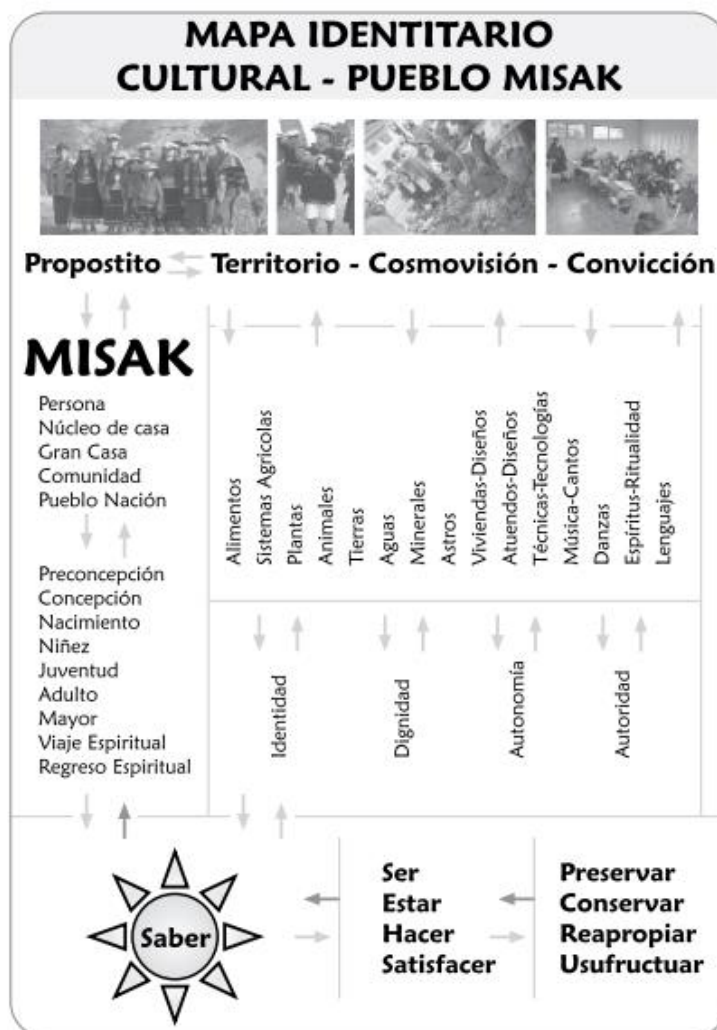 MAPA IDENTITARIO
CULTURAL - PUEBLO MISAK
Propostito
Territorio - Cosmovisión - Convicción
MISAK
Persona
Núcleo de casa
Gran Casa
Comunidad
Pueblo Nación
Preconcepción
Concepción
Nacimiento
Niñez
Juventud
Adulto
Mayor
Viaje Espiritual
Regreso Espiritual
Alimentos
Sistemas Agrícolas
Plantas
Animales
Tierras
Aguas
Minerales
Astros
Viviendas-Diseños
Atuendos-Diseños
Técnicas-Tecnologías
Música-Cantos
Danzas
Espíritus-Ritualidad
Lenguajes
Identidad
Dignidad
Autonomía
Autoridad
Saber
Ser
Estar
Hacer
Satisfacer
Preservar
Conservar
Reapropiar
Usufructuar